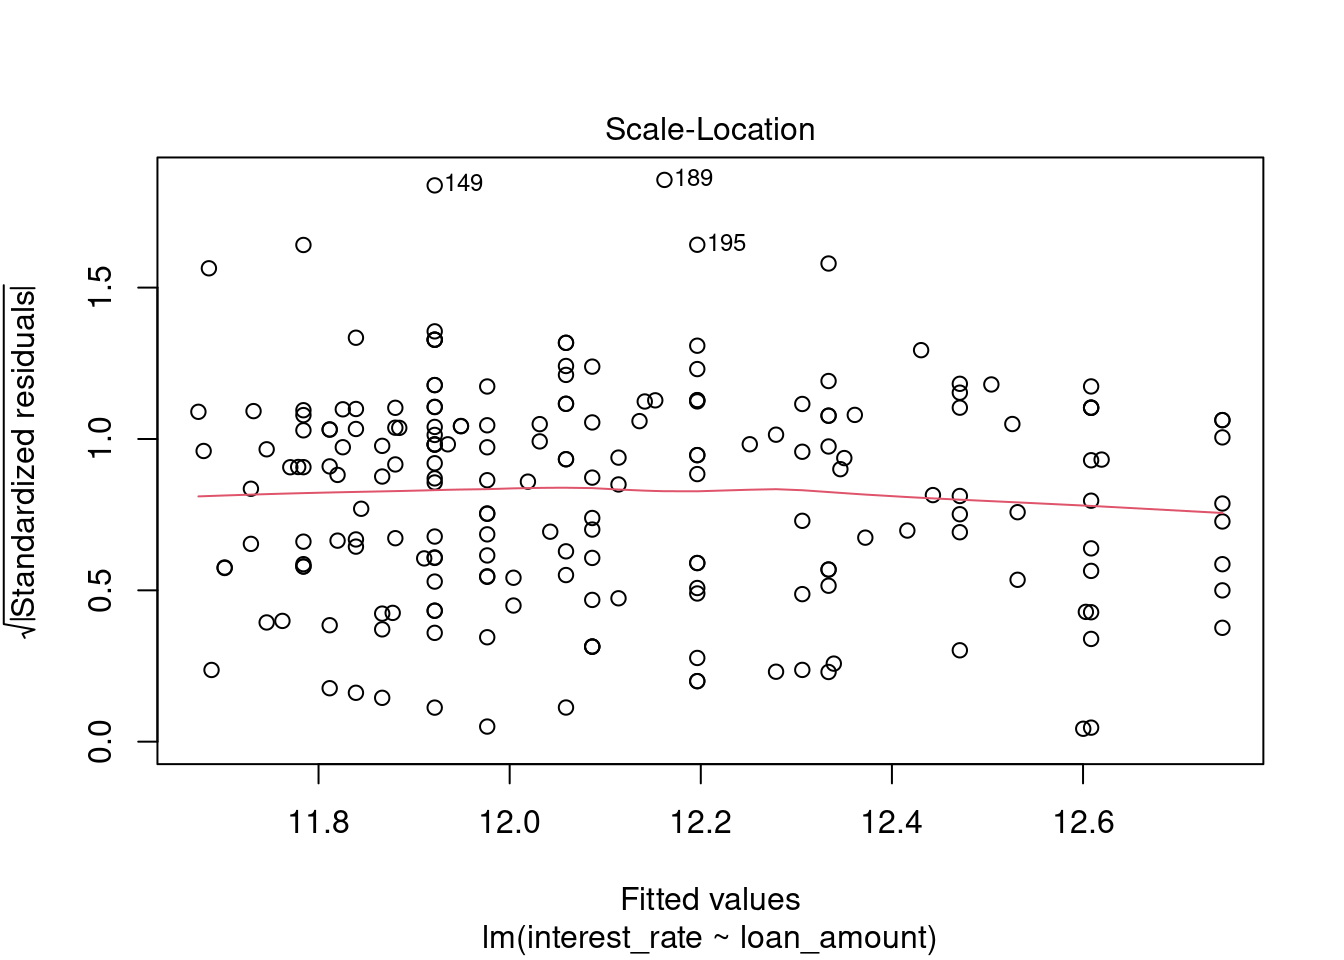 Scale-Location
√|Standardized residuals|
1.5
1.0
0.5
0.0
149
189
195
11.8 12.0 12.2 12.4 12.6
Fitted values
lm(interest_rate ~ loan_amount)